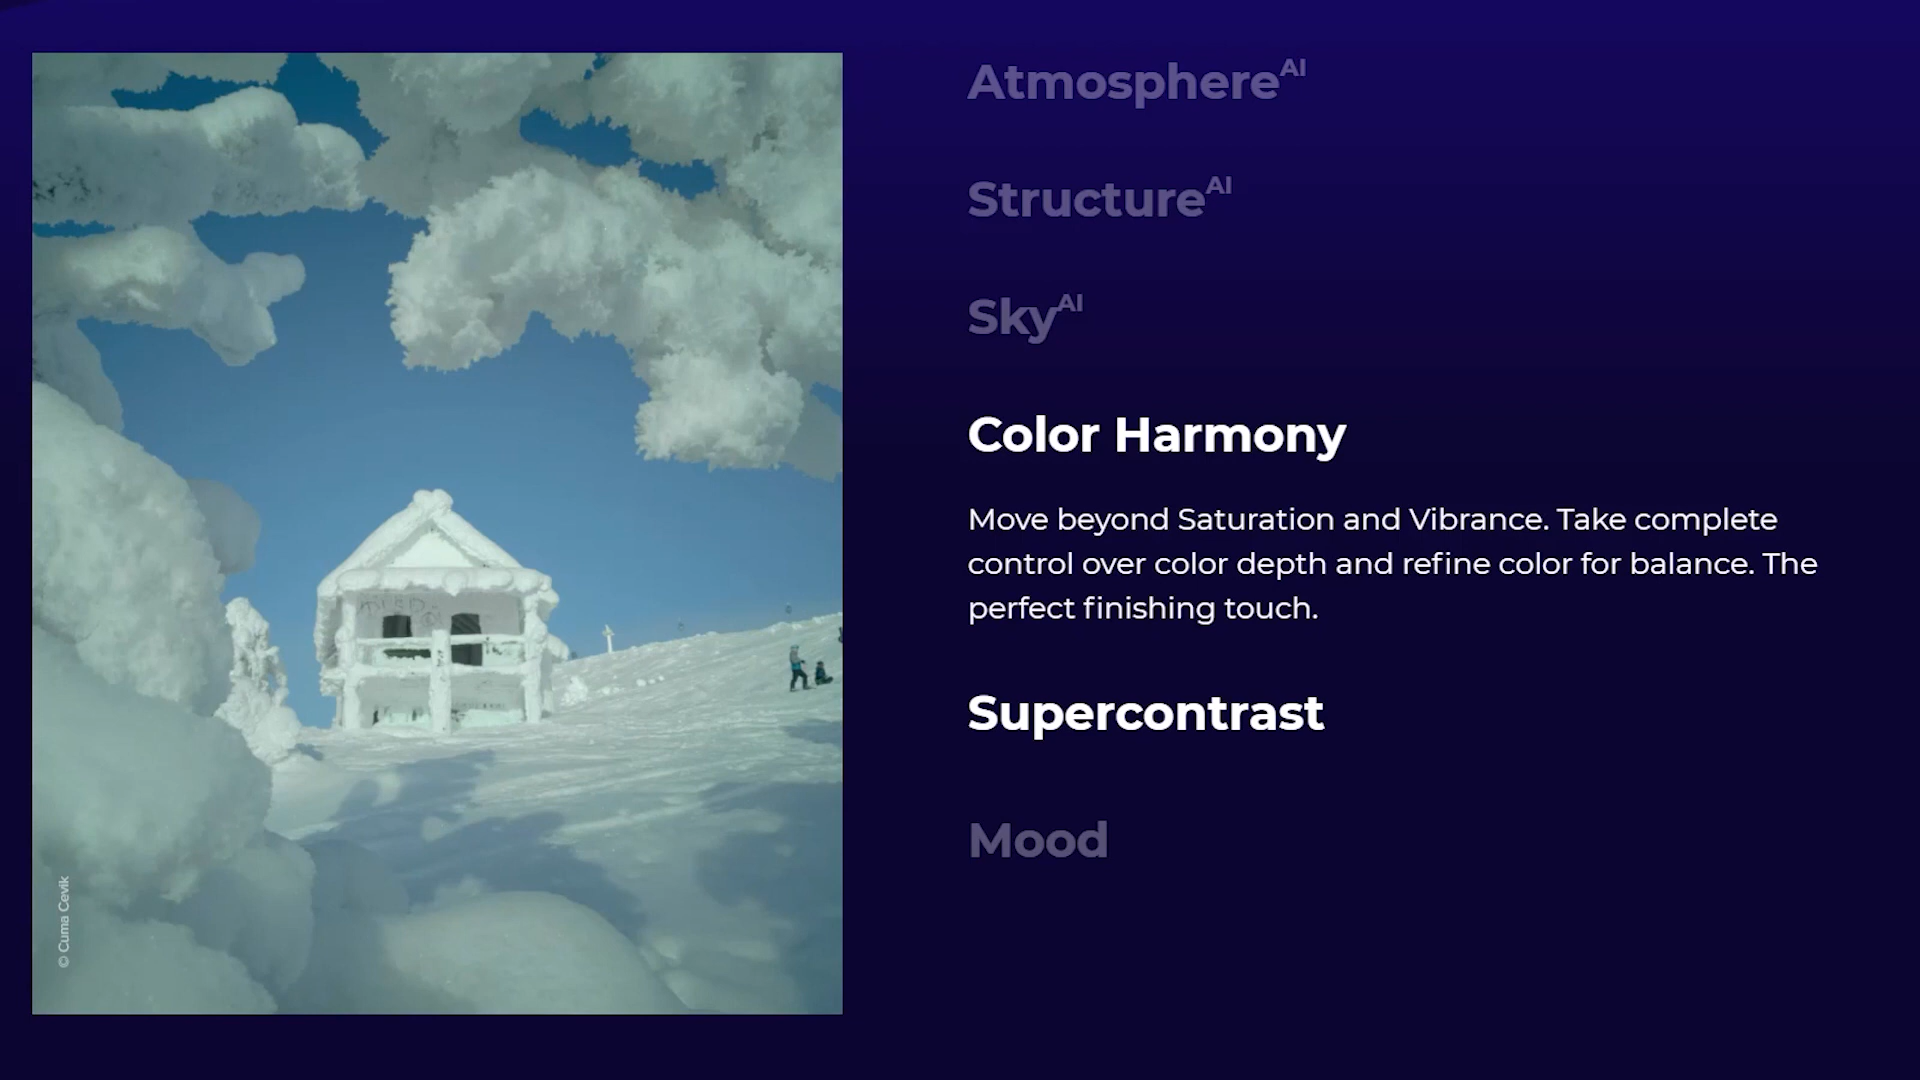 Atmosphere AI
Structure AI
Sky AI
Color Harmony
Move beyond Saturation and Vibrance. Take complete
control over color depth and refine color for balance. The
perfect finishing touch.
Supercontrast
Mood
© Cuma Cevik